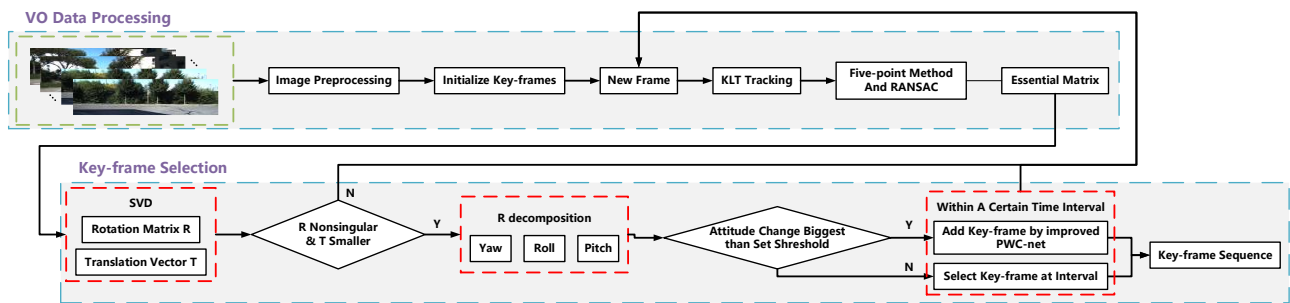 VO Data Processing
Image Preprocessing
Initialize Key-frames
New Frame
KLT Tracking
Five-point Method
And RANSAC
Essential Matrix
Key-frame Selection
SVD
Rotation Matrix R
Translation Vector T
N
R Nonsingular
& T Smaller
Y
R decomposition
Yaw
Roll
Pitch
Attitude Change Biggest
than Set Shreshold
Y
N
Within A Certain Time Interval
Add Key-frame by improved
PWC-net
Select Key-frame at Interval
Key-frame Sequence